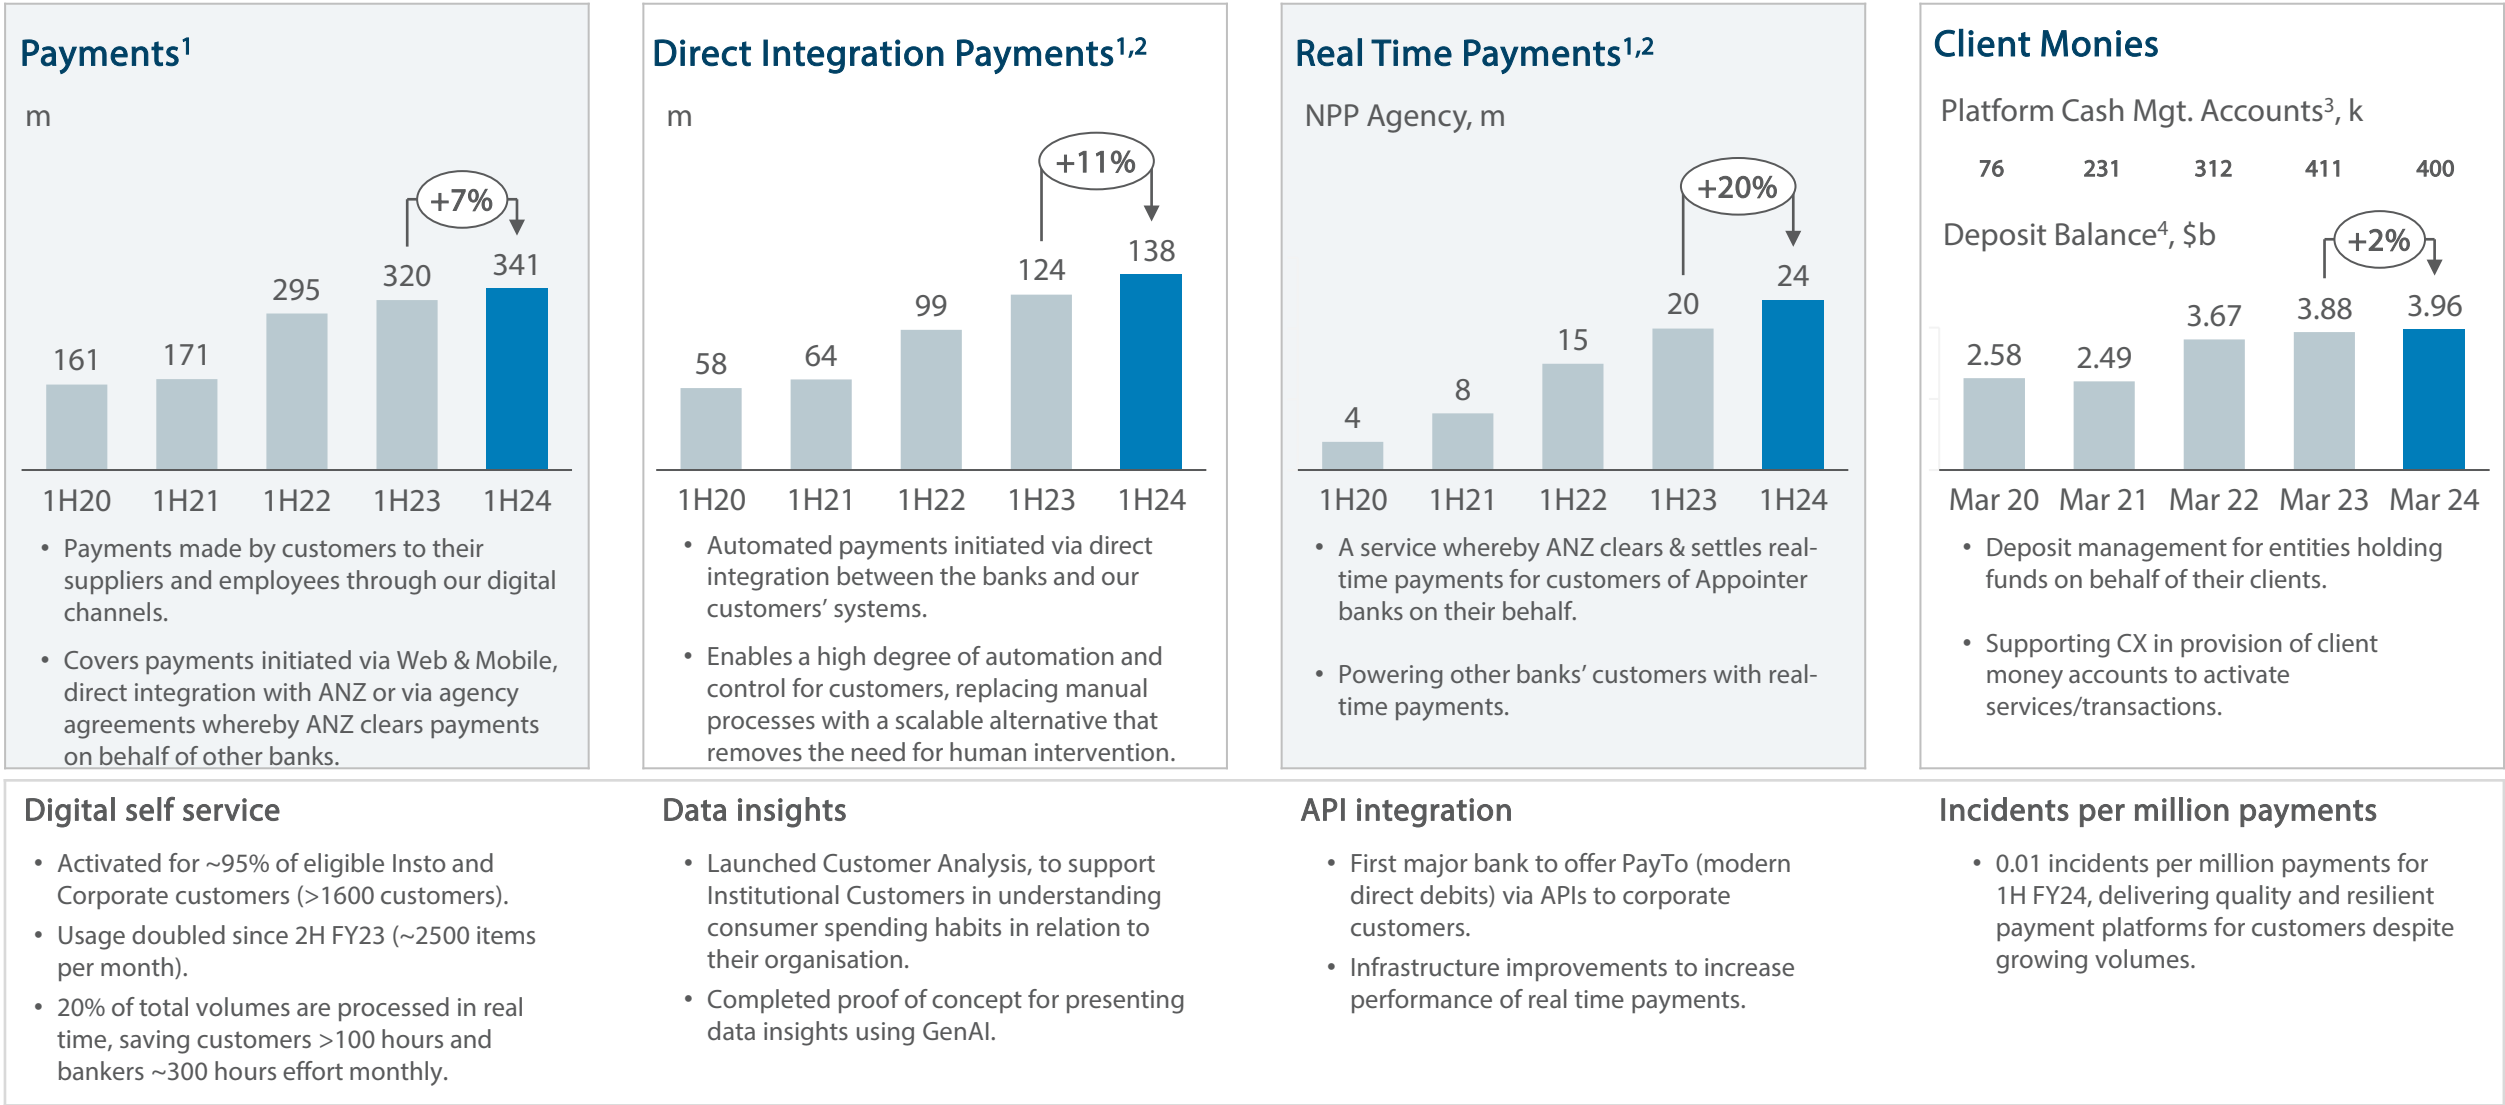 Payments¹
m
+7%
161
171
295
320
341
1H20
1H21
1H22
1H23
1H24
• Payments made by customers to their
suppliers and employees through our digital
channels.
• Covers payments initiated via Web & Mobile,
direct integration with ANZ or via agency
agreements whereby ANZ clears payments
on behalf of other banks.
Direct Integration Payments¹,²
m
+11%
58
64
99
124
138
1H20
1H21
1H22
1H23
1H24
• Automated payments initiated via direct
integration between the banks and our
customers’ systems.
• Enables a high degree of automation and
control for customers, replacing manual
processes with a scalable alternative that
removes the need for human intervention.
Real Time Payments¹,²
NPP Agency, m
+20%
4
8
15
20
24
1H20
1H21
1H22
1H23
1H24
• A service whereby ANZ clears & settles real-
time payments for customers of Appointer
banks on their behalf.
• Powering other banks’ customers with real-
time payments.
Client Monies
Platform Cash Mgt. Accounts³, k
76 231 312 411 400
Deposit Balance⁴, $b
+2%
2.58
2.49
3.67
3.88
3.96
Mar 20
Mar 21
Mar 22
Mar 23
Mar 24
• Deposit management for entities holding
funds on behalf of their clients.
• Supporting CX in provision of client
money accounts to activate
services/transactions.
Digital self service
• Activated for ~95% of eligible Insto and
Corporate customers (>1600 customers).
• Usage doubled since 2H FY23 (~2500 items
per month).
• 20% of total volumes are processed in real
time, saving customers >100 hours and
bankers ~300 hours effort monthly.
Data insights
• Launched Customer Analysis, to support
Institutional Customers in understanding
consumer spending habits in relation to
their organisation.
• Completed proof of concept for presenting
data insights using GenAI.
API integration
• First major bank to offer PayTo (modern
direct debits) via APIs to corporate
customers.
• Infrastructure improvements to increase
performance of real time payments.
Incidents per million payments
• 0.01 incidents per million payments for
1H FY24, delivering quality and resilient
payment platforms for customers despite
growing volumes.